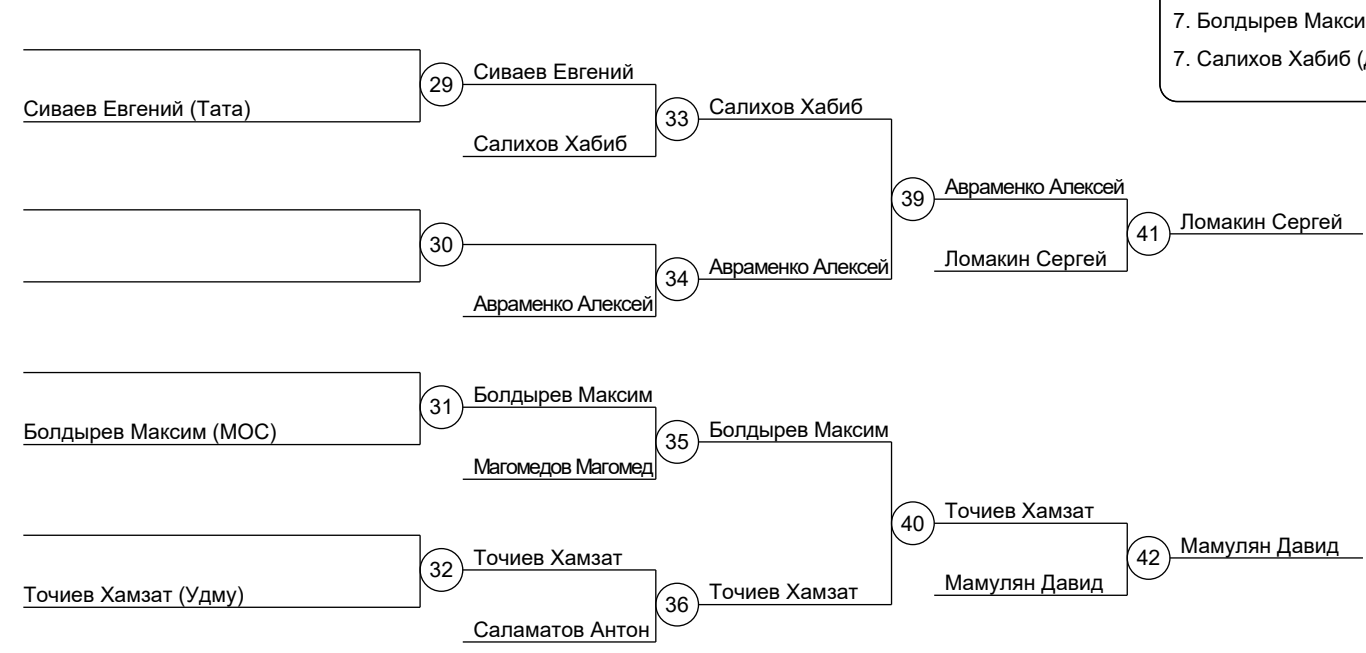 7. Болдырев Макси
7. Салихов Хабиб (
29
Сиваев Евгений
Сиваев Евгений (Тата)
33
Салихов Хабиб
Салихов Хабиб
39
Авраменко Алексей
41
Ломакин Сергей
30
Ломакин Сергей
34
Авраменко Алексей
Авраменко Алексей
31
Болдырев Максим
Болдырев Максим (МОС)
35
Болдырев Максим
Магомедов Магомед
40
Точиев Хамзат
42
Мамулян Давид
32
Точиев Хамзат
Мамулян Давид
Точиев Хамзат (Удму)
36
Точиев Хамзат
Саламатов Антон